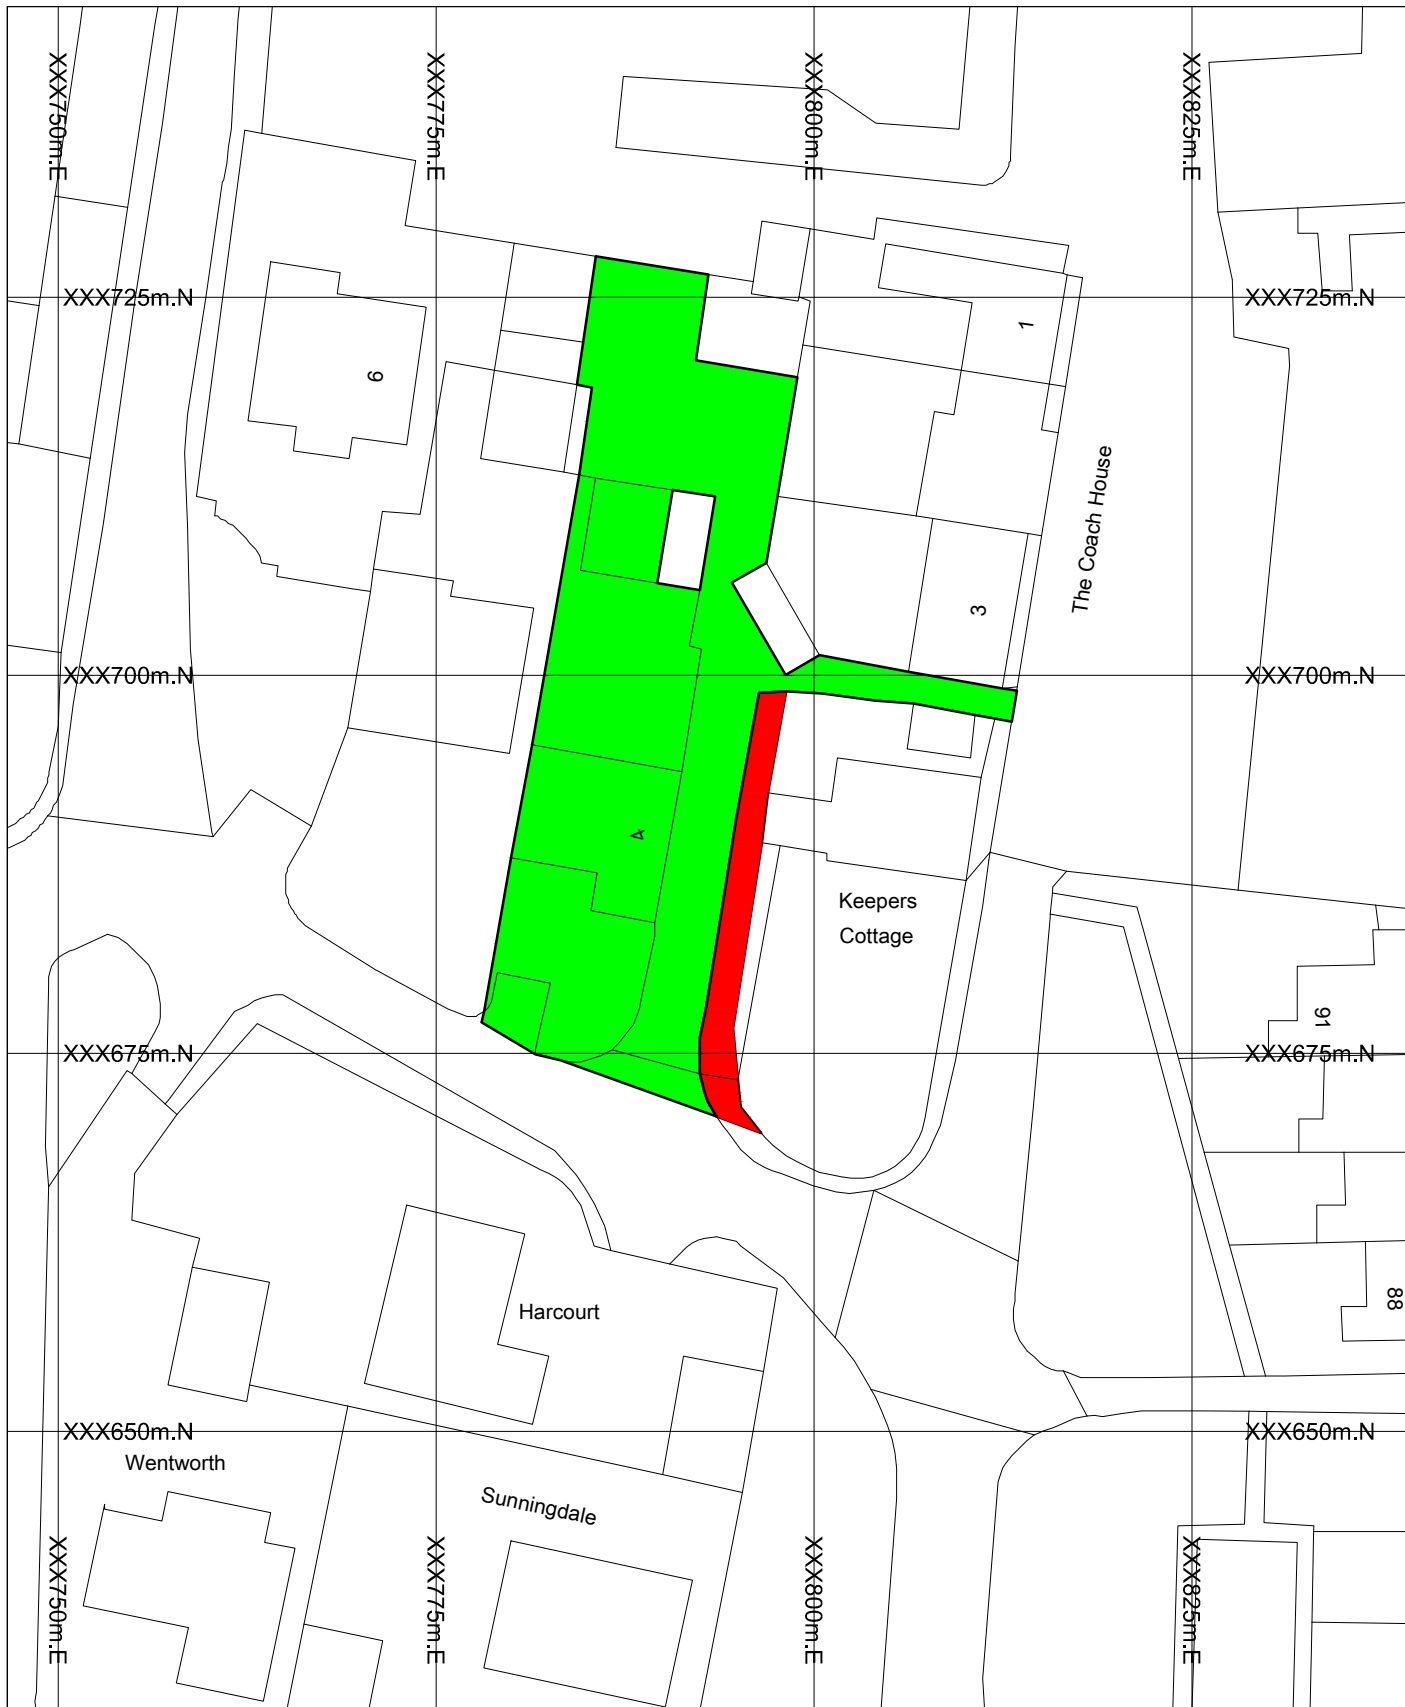 XXX750m.E
XXX775m.E
XXX800m.E
XXX825m.E
XXX725m.N
XXX725m.N
1
6
The Coach House
3
XXX700m.N
XXX700m.N
4
Keepers
Cottage
91
XXX675m.N
XXX675m.N
88
Harcourt
XXX650m.N
XXX650m.N
Wentworth
Sunningdale
XXX750m.E
XXX775m.E
XXX800m.E
XXX825m.E